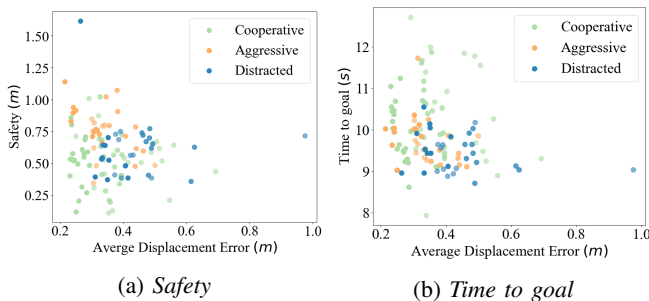 Safety (m)
1.50
1.25
1.00
0.75
0.50
0.25
Cooperative
Aggressive
Distracted
0.2 0.4 0.6 0.8 1.0
Averge Displacement Error (m)
(a) Safety
Time to goal (s)
12
11
10
9
8
Cooperative
Aggressive
Distracted
0.2 0.4 0.6 0.8 1.0
Average Displacement Error (m)
(b) Time to goal